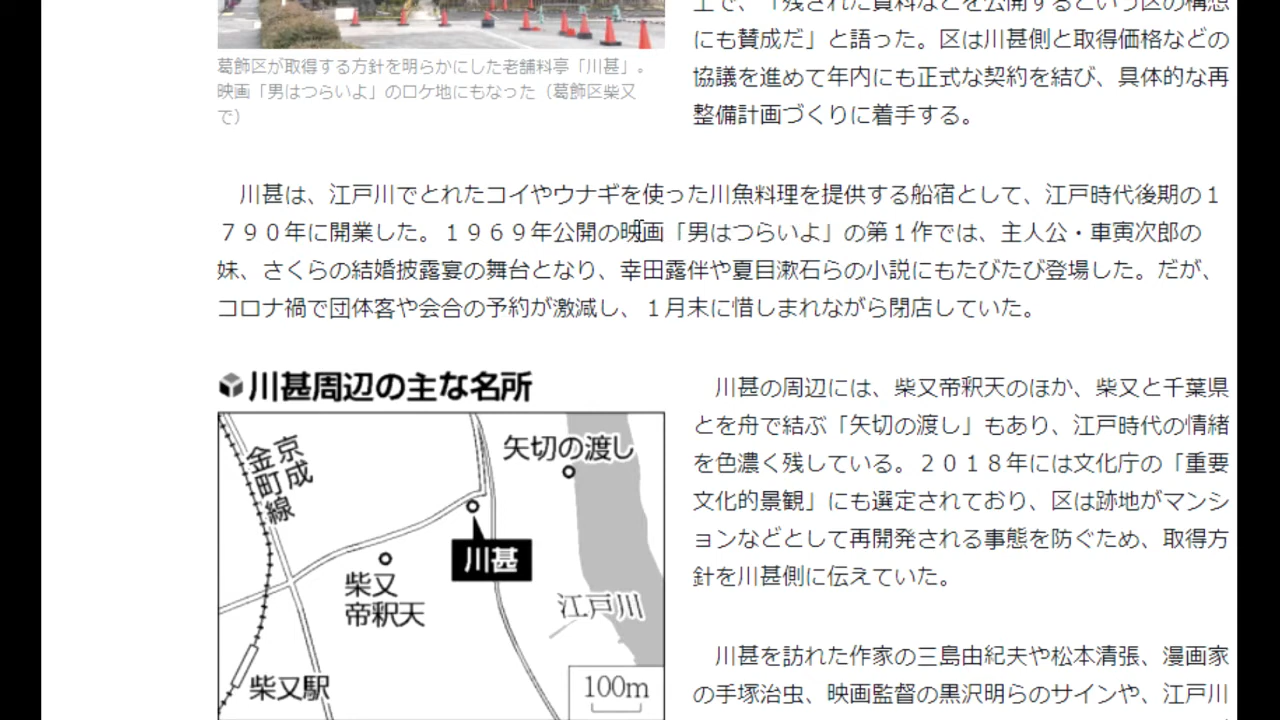 士で、「残された資料などを公開するという区の構想
にも賛成だ」と語った。区は川甚側と取得価格などの
協議を進めて年内にも正式な契約を結び、具体的な再
整備計画づくりに着手する。
葛飾区が取得する方針を明らかにした老舗料亭「川甚」。
映画「男はつらいよ」のロケ地にもなった（葛飾区柴又
で）
　川甚は、江戸川でとれたコイやウナギを使った川魚料理を提供する船宿として、江戸時代後期の１
７９０年に開業した。１９６９年公開の映画「男はつらいよ」の第１作では、主人公・車寅次郎の
妹、さくらの結婚披露宴の舞台となり、幸田露伴や夏目漱石らの小説にもたびたび登場した。だが、
コロナ禍で団体客や会合の予約が激減し、１月末に惜しまれながら閉店していた。
川甚周辺の主な名所
京成
金町線
矢切の渡し
川甚
柴又
帝釈天
江戸川
柴又駅
100m
　川甚の周辺には、柴又帝釈天のほか、柴又と千葉県
とを舟で結ぶ「矢切の渡し」もあり、江戸時代の情緒
を色濃く残している。２０１８年には文化庁の「重要
文化的景観」にも選定されており、区は跡地がマンシ
ョンなどとして再開発される事態を防ぐため、取得方
針を川甚側に伝えていた。
　川甚を訪れた作家の三島由紀夫や松本清張、漫画家
の手塚治虫、映画監督の黒沢明らのサインや、江戸川